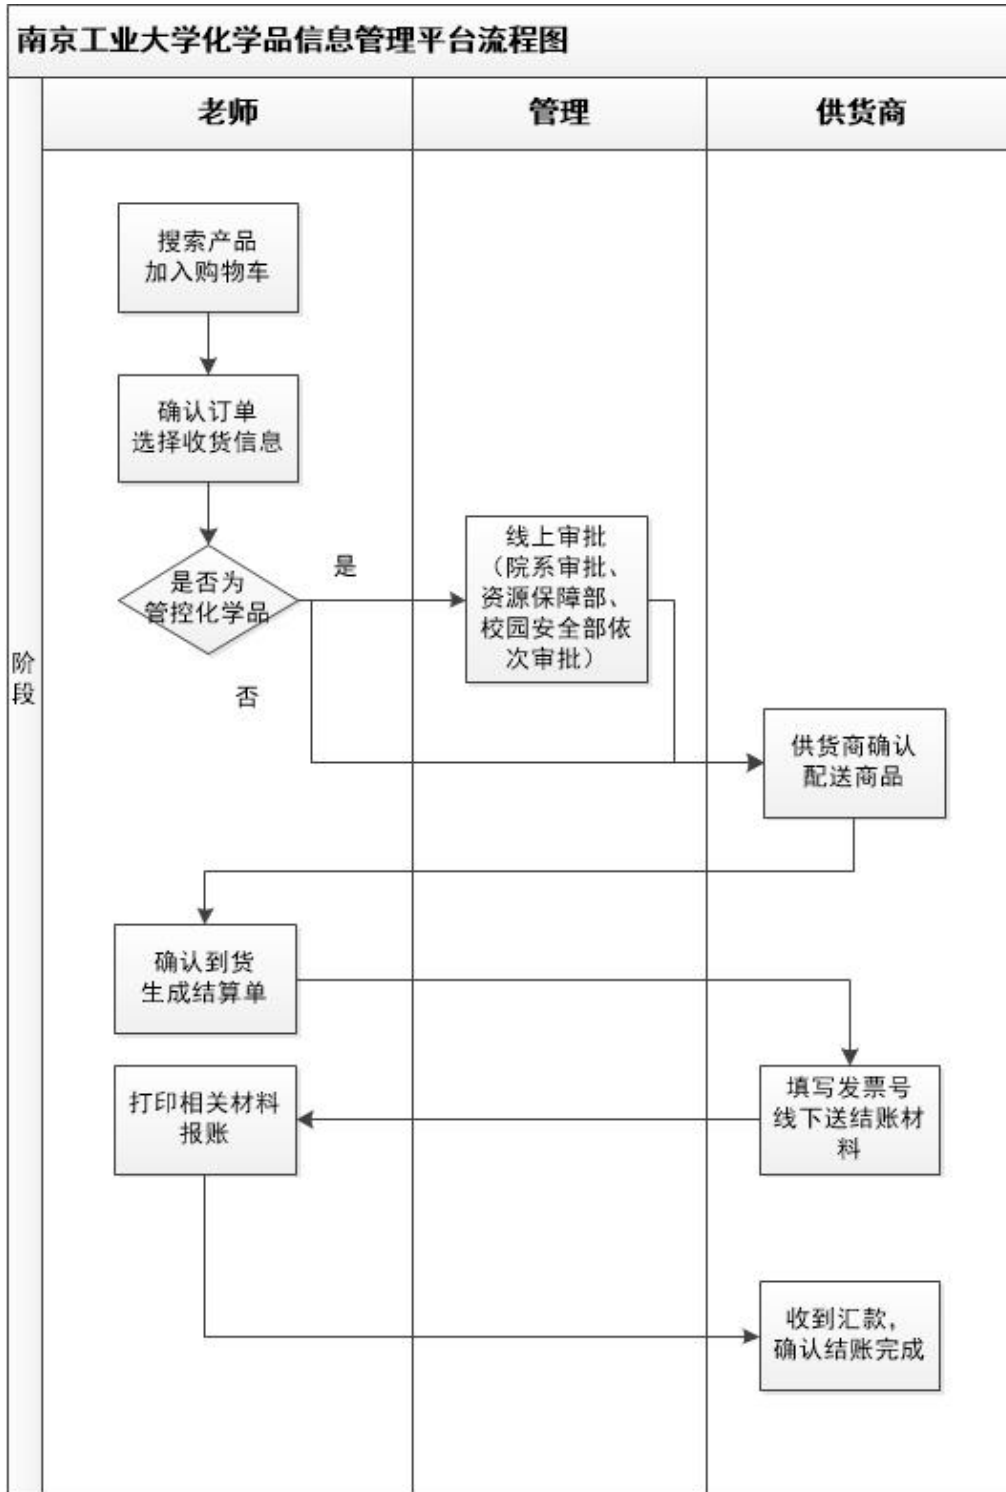 南京工业大学化学品信息管理平台流程图
老师
管理
供货商
阶
段
搜索产品
加入购物车
确认订单
选择收货信息
是否为
管控化学品
是
否
线上审批
（院系审批、
资源保障部、
校园安全部依
次审批）
供货商确认
配送商品
确认到货
生成结算单
打印相关材料
报账
填写发票号
线下送结账材
料
收到汇款，
确认结账完成